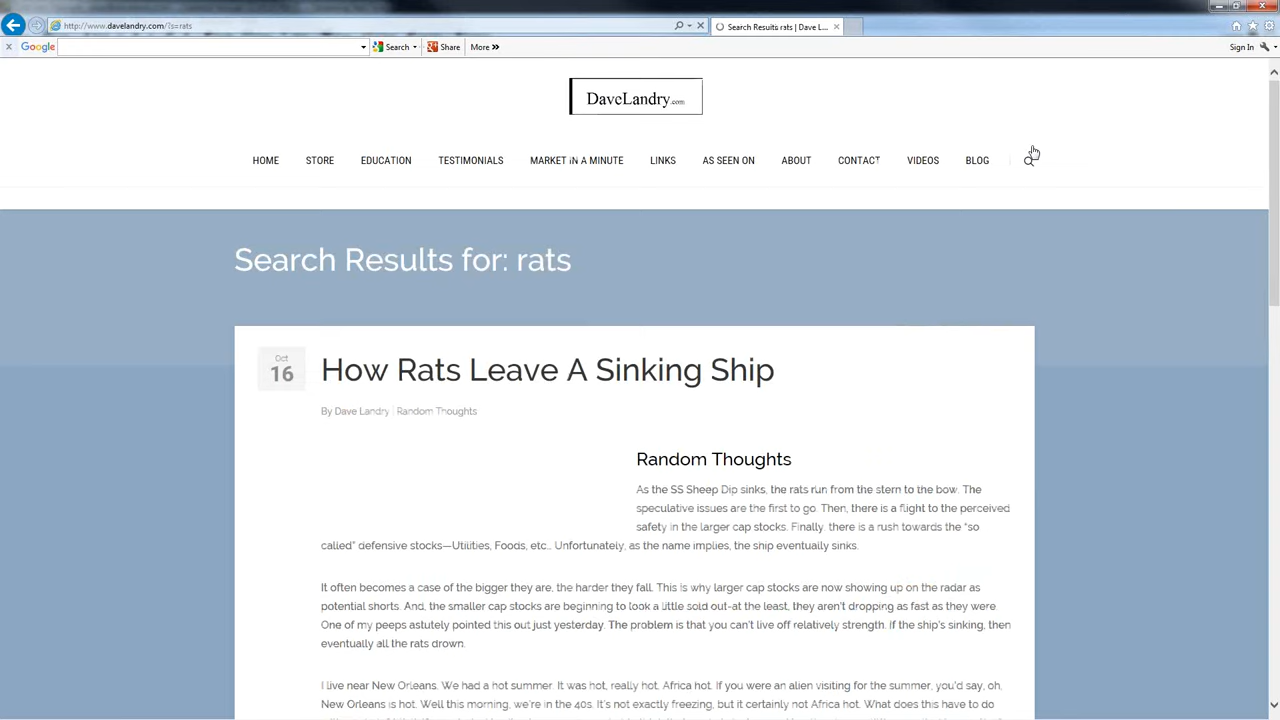 http://www.davelandry.com/?s=rats
Search Results rats | Dave L...
Google
Search
Share
More »
Sign In
DaveLandry.com
HOME STORE EDUCATION TESTIMONIALS MARKET IN A MINUTE LINKS AS SEEN ON ABOUT CONTACT VIDEOS BLOG
Search Results for: rats
Oct
16
How Rats Leave A Sinking Ship
By Dave Landry | Random Thoughts
Random Thoughts
As the SS Sheep Dip sinks, the rats run from the stern to the bow. The
speculative issues are the first to go. Then, there is a flight to the perceived
safety in the larger cap stocks. Finally, there is a rush towards the "so
called" defensive stocks—Utilities, Foods, etc... Unfortunately, as the name implies, the ship eventually sinks.
It often becomes a case of the bigger they are, the harder they fall. This is why larger cap stocks are now showing up on the radar as
potential shorts. And, the smaller cap stocks are beginning to look a little sold out-at the least, they aren't dropping as fast as they were.
One of my peeps astutely pointed this out just yesterday. The problem is that you can't live off relatively strength. If the ship's sinking, then
eventually all the rats drown.
I live near New Orleans. We had a hot summer. It was hot, really hot. Africa hot. If you were an alien visiting for the summer, you'd say, oh,
New Orleans is hot. Well this morning, we're in the 40s. It's not exactly freezing, but it certainly not Africa hot. What does this have to do